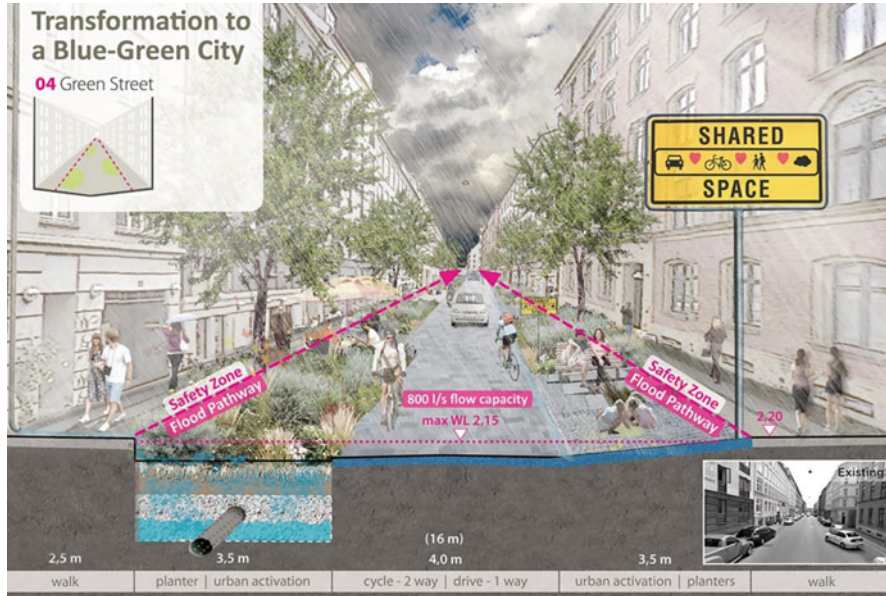 Transformation to
a Blue-Green City
04 Green Street
SHARED
SPACE
Safety Zone
Flood Pathway
800 l/s flow capacity
max WL 2.15
Safety Zone
Flood Pathway
2.20
Existing
(16 m)
2,5 m
3,5 m
4,0 m
3,5 m
walk
planter | urban activation
cycle - 2 way | drive - 1 way
urban activation | planters
walk